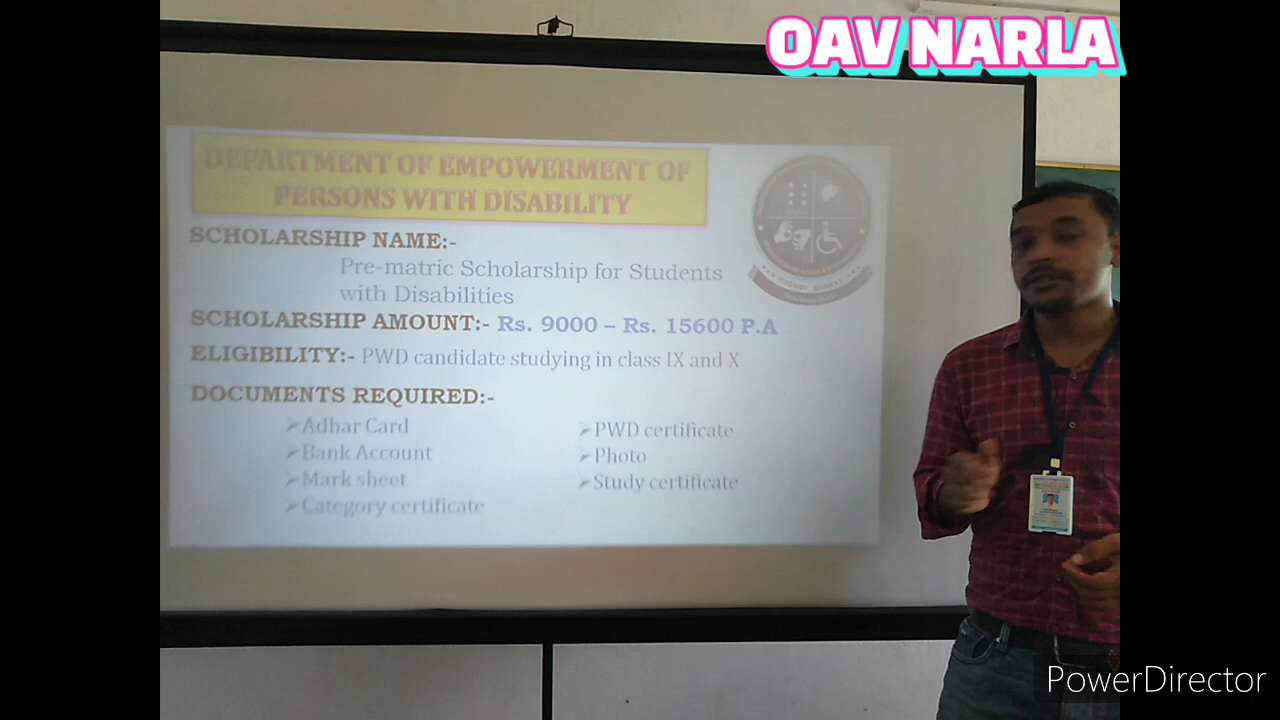 OAV NARLA
DEPARTMENT OF EMPOWERMENT OF
PERSONS WITH DISABILITY
SCHOLARSHIP NAME:-
Pre-matric Scholarship for Students
with Disabilities
SCHOLARSHIP AMOUNT:- Rs. 9000 – Rs. 15600 P.A
ELIGIBILITY:- PWD candidate studying in class IX and X
DOCUMENTS REQUIRED:-
➢Adhar Card
➢Bank Account
➢Mark sheet
➢Category certificate
➢PWD certificate
➢Photo
➢Study certificate
PowerDirector